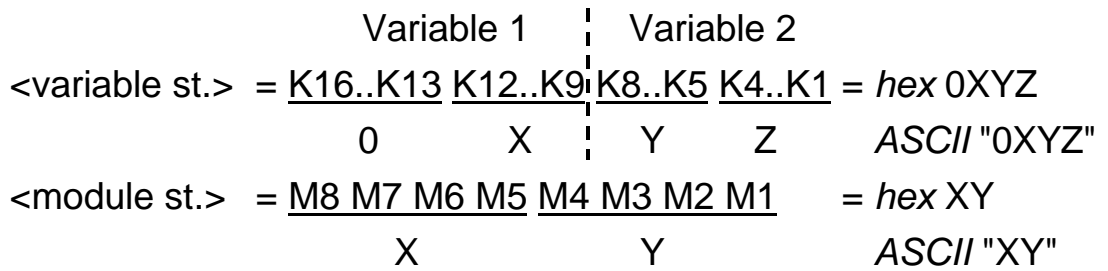 Variable 1 Variable 2
<variable st.> = K16..K13 K12..K9 K8..K5 K4..K1 = hex 0XYZ
0 X Y Z ASCII "0XYZ"
<module st.> = M8 M7 M6 M5 M4 M3 M2 M1 = hex XY
X Y ASCII "XY"